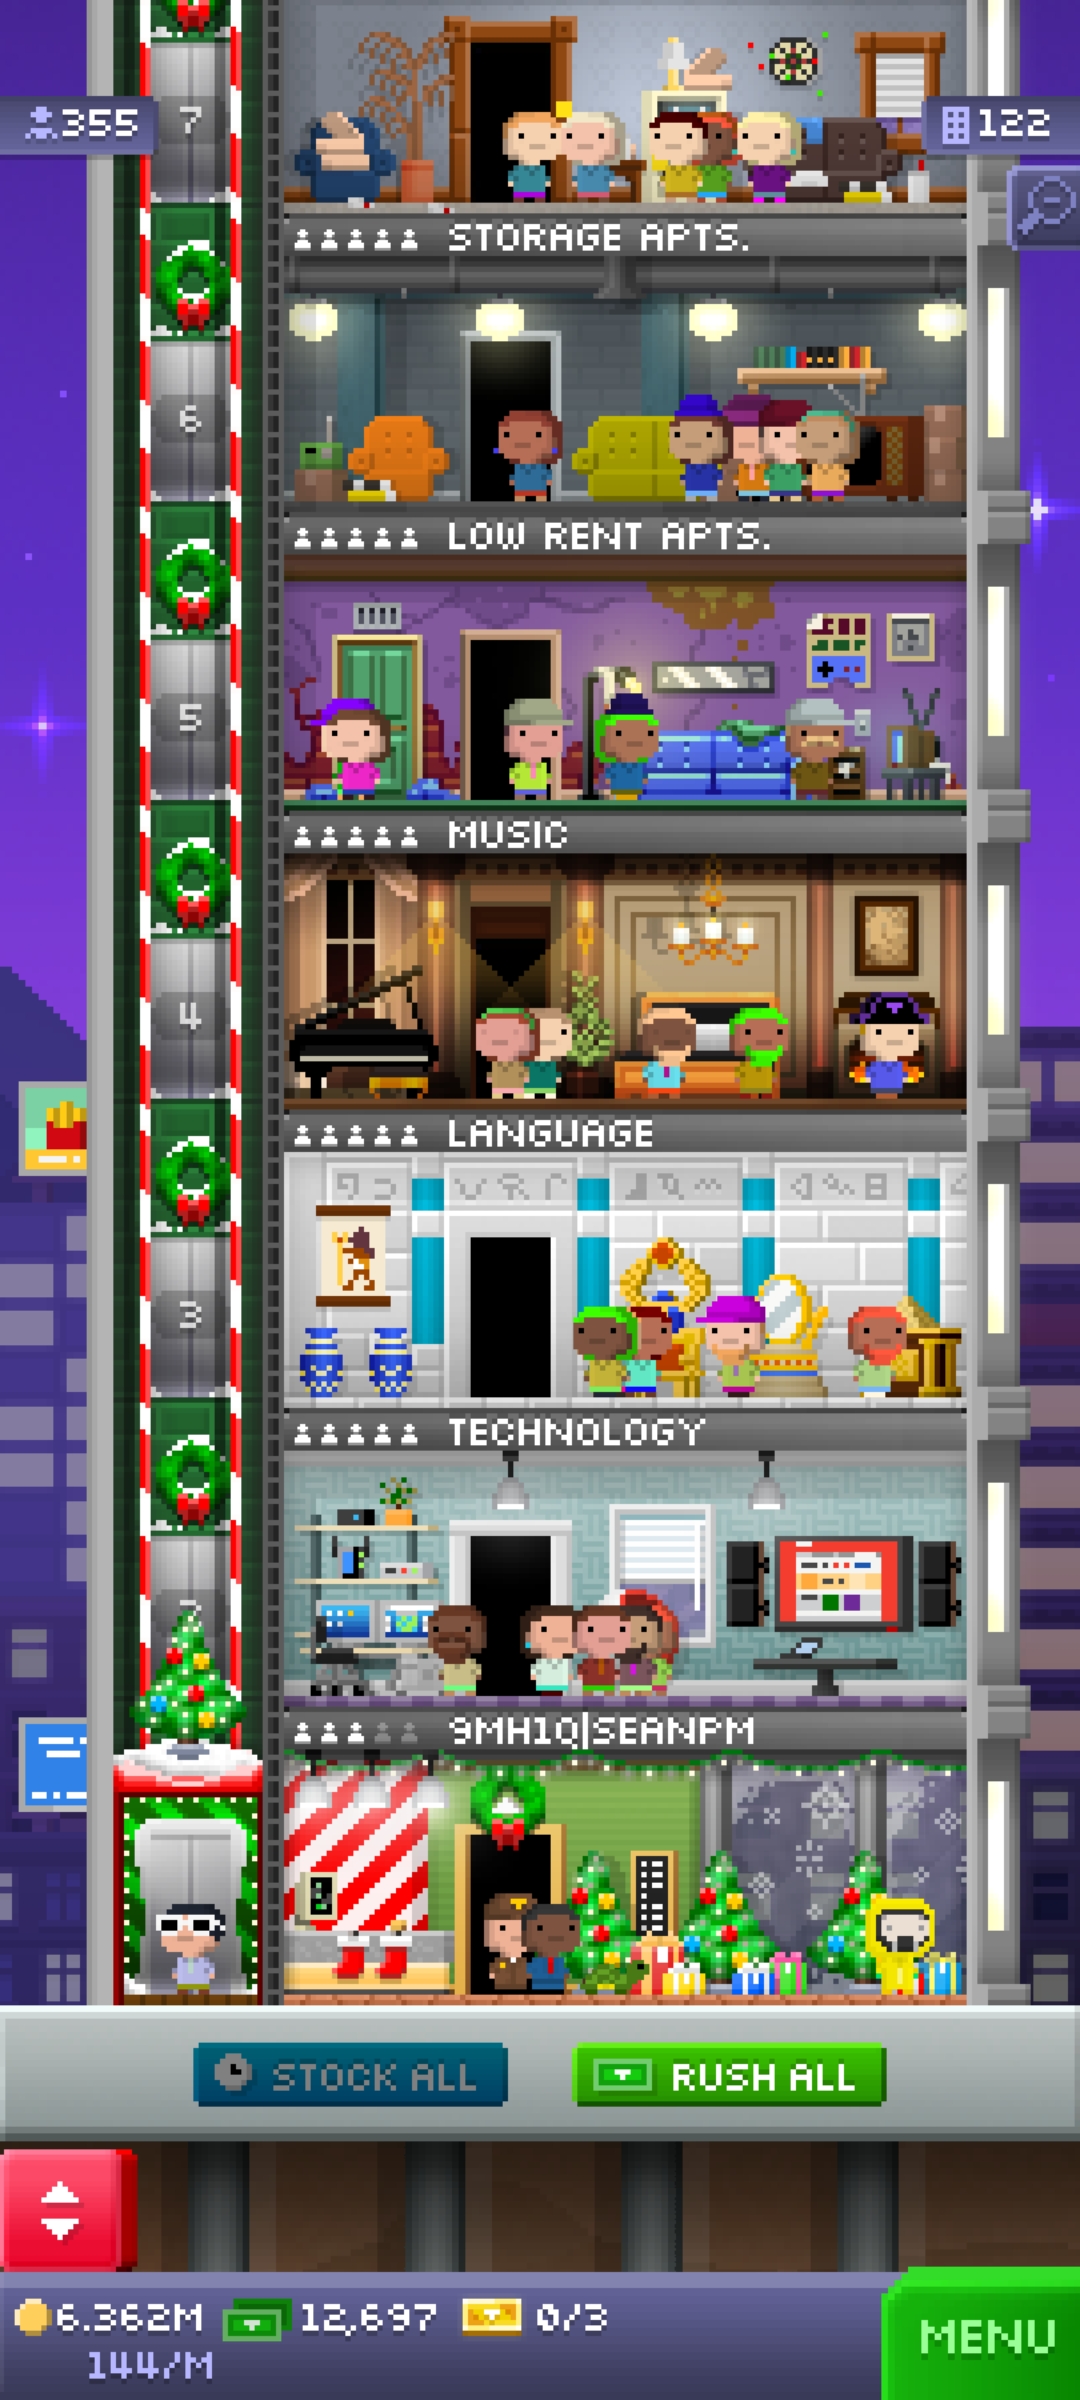 7
355
122
STORAGE APTS.
6
LOW RENT APTS.
5
MUSIC
4
LANGUAGE
3
TECHNOLOGY
9MH1Q|SEANPM
STOCK ALL
RUSH ALL
6.362M
12,697
0/3
144/M
MENU